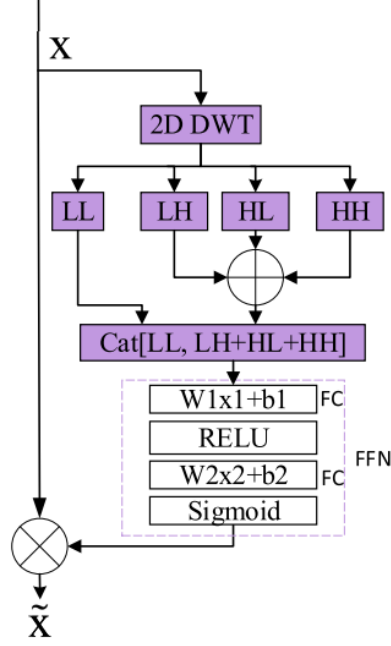 X
2D DWT
LL LH HL HH
Cat[LL, LH+HL+HH]
W1x1+b1 FC
RELU
FFN
W2x2+b2 FC
Sigmoid
X̃